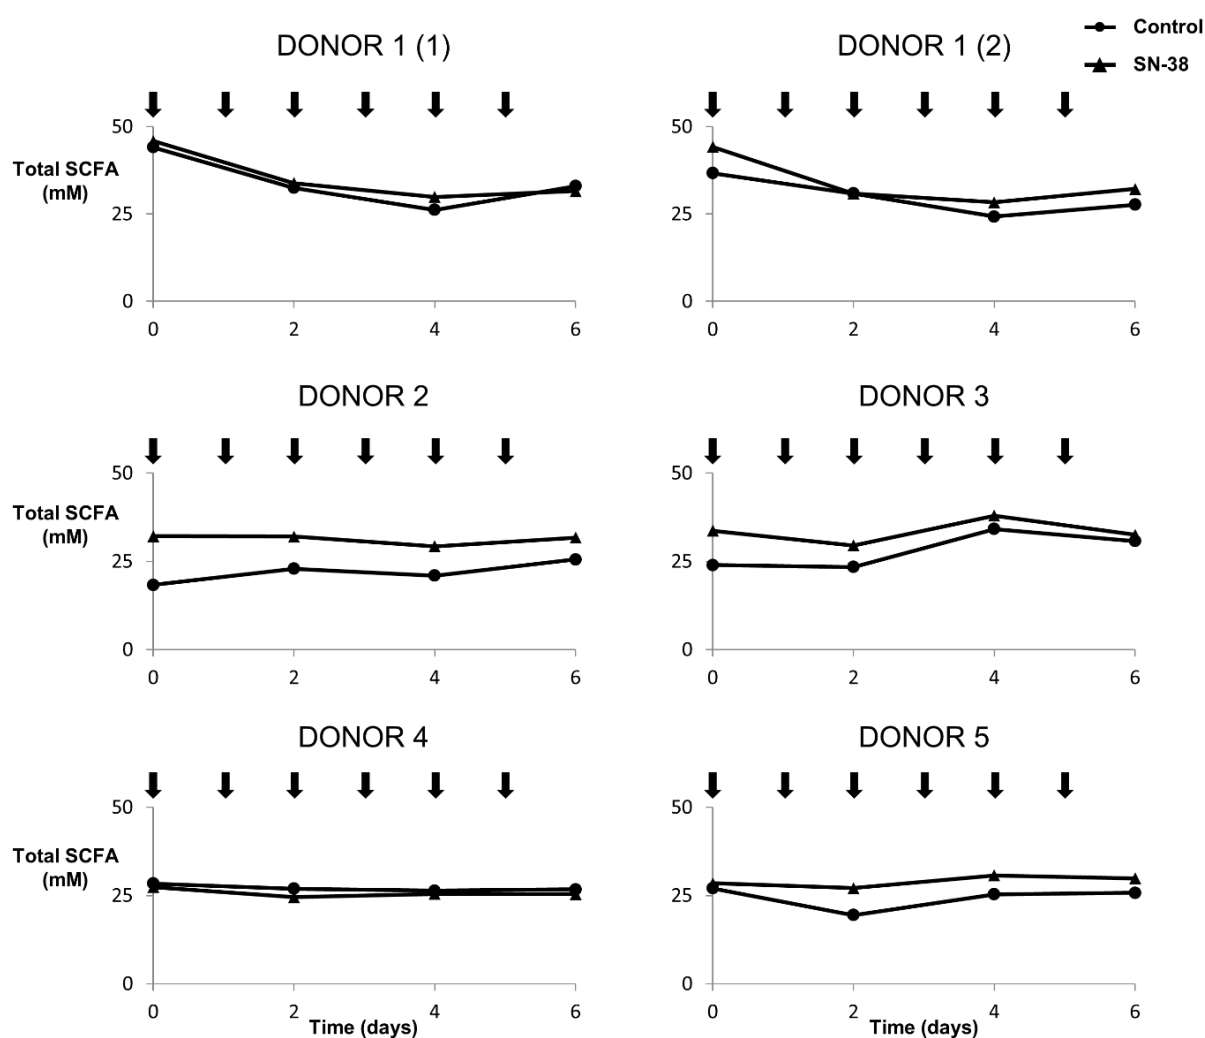 Control
SN-38
DONOR 1 (1)
DONOR 1 (2)
50
Total SCFA
(mM)
25
0
0 2 4 6
50
25
0
0 2 4 6
DONOR 2
DONOR 3
50
Total SCFA
(mM)
25
0
0 2 4 6
50
25
0
0 2 4 6
DONOR 4
DONOR 5
50
Total SCFA
(mM)
25
0
0 2 4 6
Time (days)
50
25
0
0 2 4 6
Time (days)